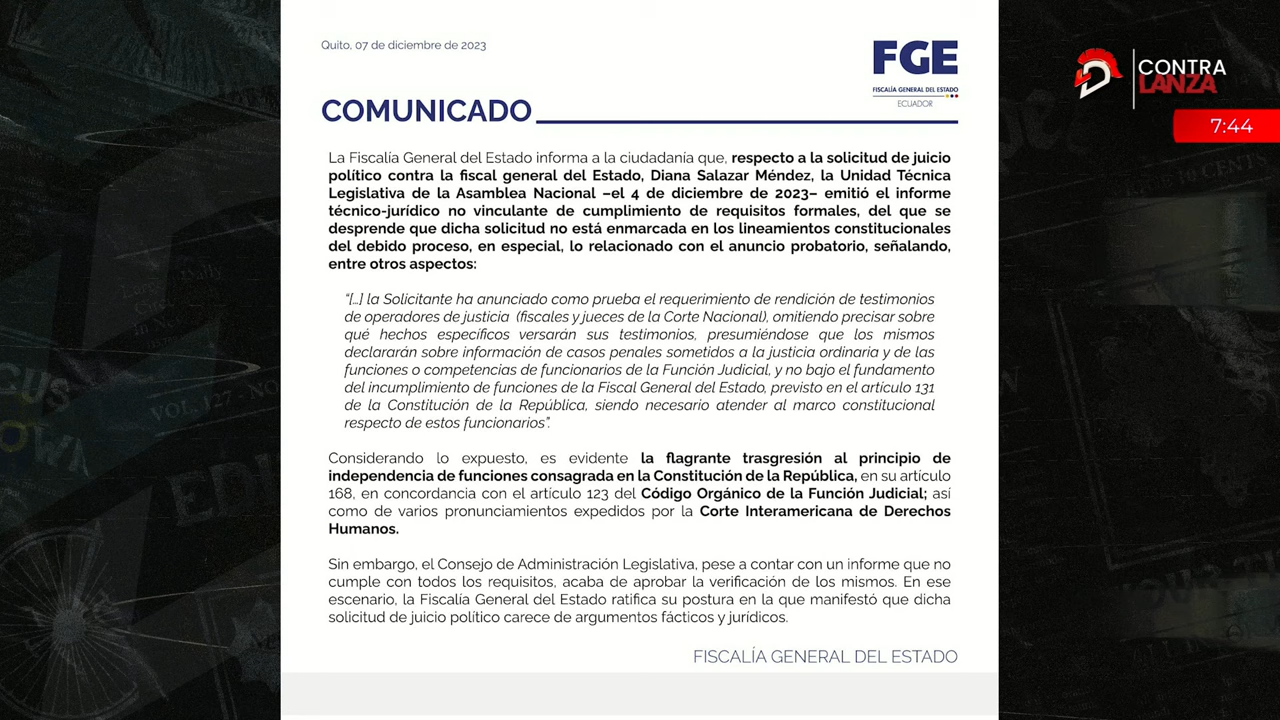 Quito, 07 de diciembre de 2023
FGE
FISCALÍA GENERAL DEL ESTADO
ECUADOR
COMUNICADO
CONTRA
LANZA
7:44
La Fiscalía General del Estado informa a la ciudadanía que, respecto a la solicitud de juicio
político contra la fiscal general del Estado, Diana Salazar Méndez, la Unidad Técnica
Legislativa de la Asamblea Nacional –el 4 de diciembre de 2023– emitió el informe
técnico-jurídico no vinculante de cumplimiento de requisitos formales, del que se
desprende que dicha solicitud no está enmarcada en los lineamientos constitucionales
del debido proceso, en especial, lo relacionado con el anuncio probatorio, señalando,
entre otros aspectos:
“[...] la Solicitante ha anunciado como prueba el requerimiento de rendición de testimonios
de operadores de justicia (fiscales y jueces de la Corte Nacional), omitiendo precisar sobre
qué hechos específicos versarán sus testimonios, presumiéndose que los mismos
declararán sobre información de casos penales sometidos a la justicia ordinaria y de las
funciones o competencias de funcionarios de la Función Judicial, y no bajo el fundamento
del incumplimiento de funciones de la Fiscal General del Estado, previsto en el artículo 131
de la Constitución de la República, siendo necesario atender al marco constitucional
respecto de estos funcionarios”.
Considerando lo expuesto, es evidente la flagrante trasgresión al principio de
independencia de funciones consagrada en la Constitución de la República, en su artículo
168, en concordancia con el artículo 123 del Código Orgánico de la Función Judicial; así
como de varios pronunciamientos expedidos por la Corte Interamericana de Derechos
Humanos.
Sin embargo, el Consejo de Administración Legislativa, pese a contar con un informe que no
cumple con todos los requisitos, acaba de aprobar la verificación de los mismos. En ese
escenario, la Fiscalía General del Estado ratifica su postura en la que manifestó que dicha
solicitud de juicio político carece de argumentos fácticos y jurídicos.
FISCALÍA GENERAL DEL ESTADO